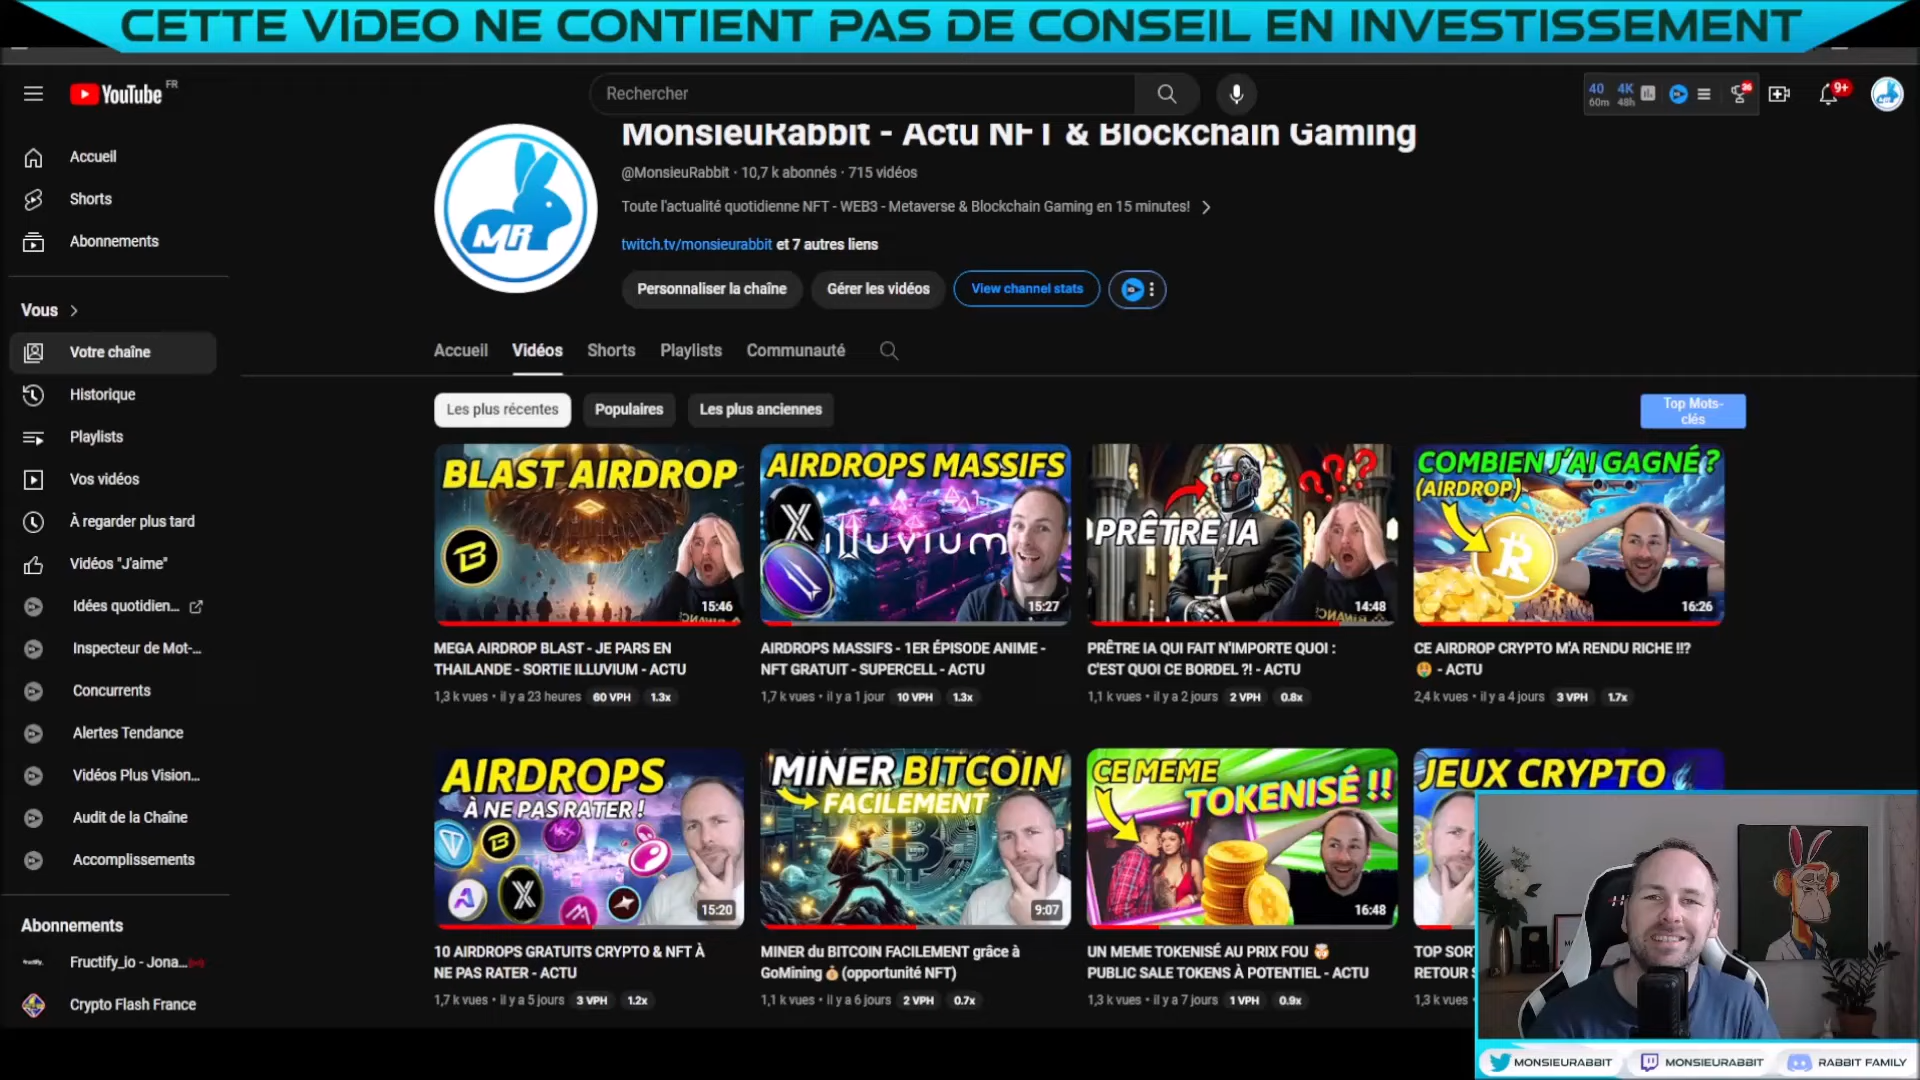 CETTE VIDEO NE CONTIENT PAS DE CONSEIL EN INVESTISSEMENT
YouTube FR
Rechercher
40 60m
4K 48h
9+
Accueil
Shorts
Abonnements
Vous
Votre chaîne
Historique
Playlists
Vos vidéos
À regarder plus tard
Vidéos "J'aime"
Idées quotidien...
Inspecteur de Mot-...
Concurrents
Alertes Tendance
Vidéos Plus Vision...
Audit de la Chaîne
Accomplissements
Abonnements
Fructify_io - Jona...
Crypto Flash France
MR
MonsieuRabbit - Actu NFT & Blockchain Gaming
@MonsieuRabbit · 10,7 k abonnés · 715 vidéos
Toute l'actualité quotidienne NFT - WEB3 - Metaverse & Blockchain Gaming en 15 minutes!
twitch.tv/monsieurabbit et 7 autres liens
Personnaliser la chaîne
Gérer les vidéos
View channel stats
Accueil
Vidéos
Shorts
Playlists
Communauté
Les plus récentes
Populaires
Les plus anciennes
Top Mots-
clés
BLAST AIRDROP
15:46
MEGA AIRDROP BLAST - JE PARS EN
THAILANDE - SORTIE ILLUVIUM - ACTU
1,3 k vues • il y a 23 heures 60 VPH 1.3x
AIRDROPS MASSIFS
ILLUVIUM
15:27
AIRDROPS MASSIFS - 1ER ÉPISODE ANIME -
NFT GRATUIT - SUPERCELL - ACTU
1,7 k vues • il y a 1 jour 10 VPH 1.3x
???
PRÊTRE IA
14:48
PRÊTRE IA QUI FAIT N'IMPORTE QUOI :
C'EST QUOI CE BORDEL ?! - ACTU
1,1 k vues • il y a 2 jours 2 VPH 0.8x
COMBIEN J'AI GAGNÉ ?
(AIRDROP)
16:26
CE AIRDROP CRYPTO M'A RENDU RICHE !!?
🤑 - ACTU
2,4 k vues • il y a 4 jours 3 VPH 1.7x
AIRDROPS
À NE PAS RATER !
15:20
10 AIRDROPS GRATUITS CRYPTO & NFT À
NE PAS RATER - ACTU
1,7 k vues • il y a 5 jours 3 VPH 1.2x
MINER BITCOIN
FACILEMENT
9:07
MINER du BITCOIN FACILEMENT grâce à
GoMining💰(opportunité NFT)
1,1 k vues • il y a 6 jours 2 VPH 0.7x
CE MEME
TOKENISÉ !!
16:48
UN MEME TOKENISÉ AU PRIX FOU 🤯
PUBLIC SALE TOKENS À POTENTIEL - ACTU
1,3 k vues • il y a 7 jours 1 VPH 0.9x
JEUX CRYPTO
TOP SOR
RETOUR
1,3 k vues
MONSIEURABBIT
MONSIEURABBIT
RABBIT FAMILY